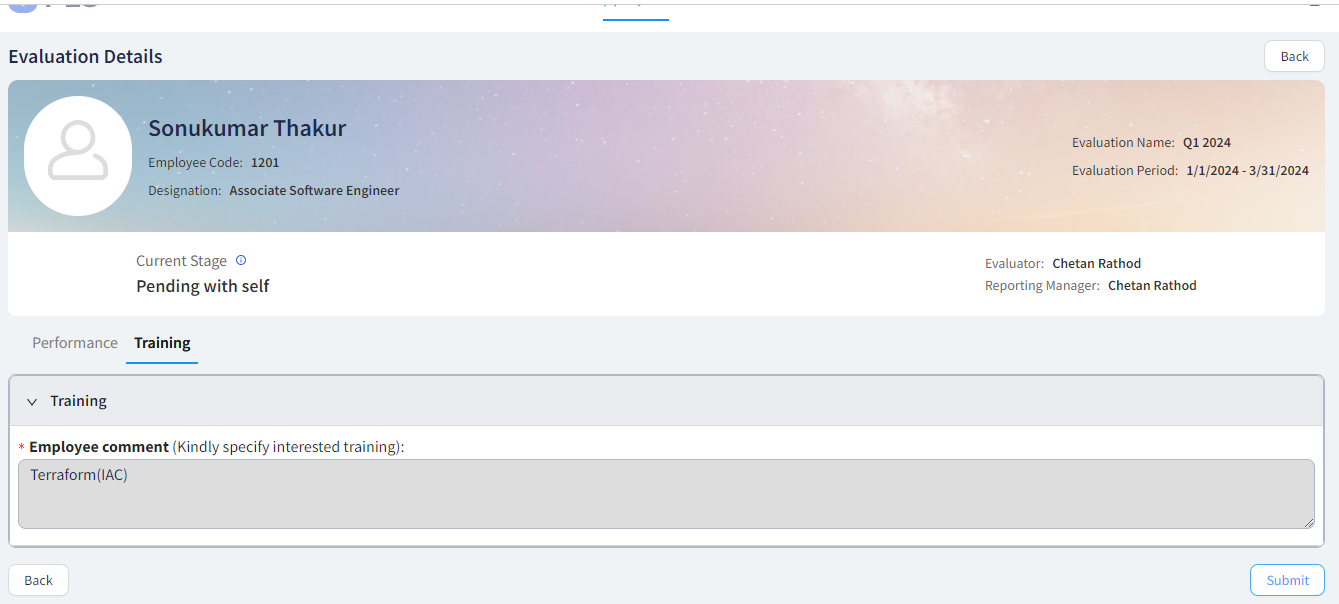 Evaluation Details
Back
Sonukumar Thakur
Employee Code: 1201
Designation: Associate Software Engineer
Evaluation Name: Q1 2024
Evaluation Period: 1/1/2024 - 3/31/2024
Current Stage
Pending with self
Evaluator: Chetan Rathod
Reporting Manager: Chetan Rathod
Performance Training
Training
* Employee comment (Kindly specify interested training):
Terraform(IAC)
Back
Submit